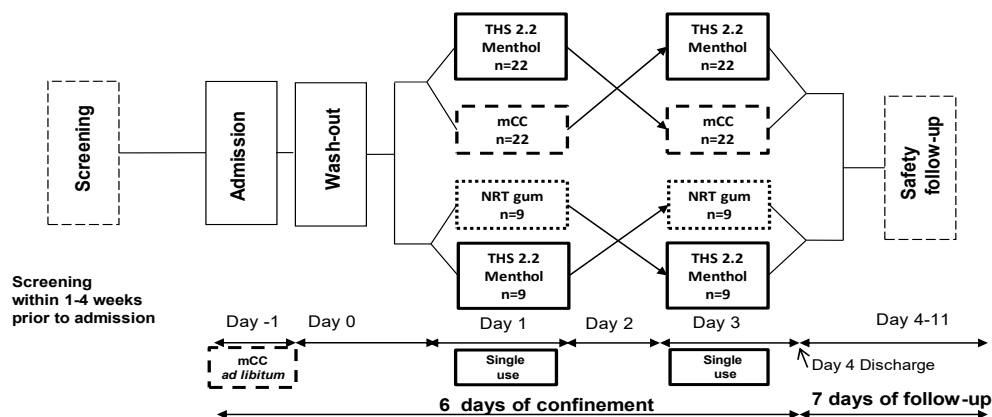 Screening
Admission
Wash-out
THS 2.2
Menthol
n=22
mCC
n=22
NRT gum
n=9
THS 2.2
Menthol
n=9
THS 2.2
Menthol
n=22
mCC
n=22
NRT gum
n=9
THS 2.2
Menthol
n=9
Safety
follow-up
Screening
within 1-4 weeks
prior to admission
Day -1
Day 0
Day 1
Day 2
Day 3
Day 4-11
mCC
ad libitum
Single
use
Single
use
Day 4 Discharge
6 days of confinement
7 days of follow-up